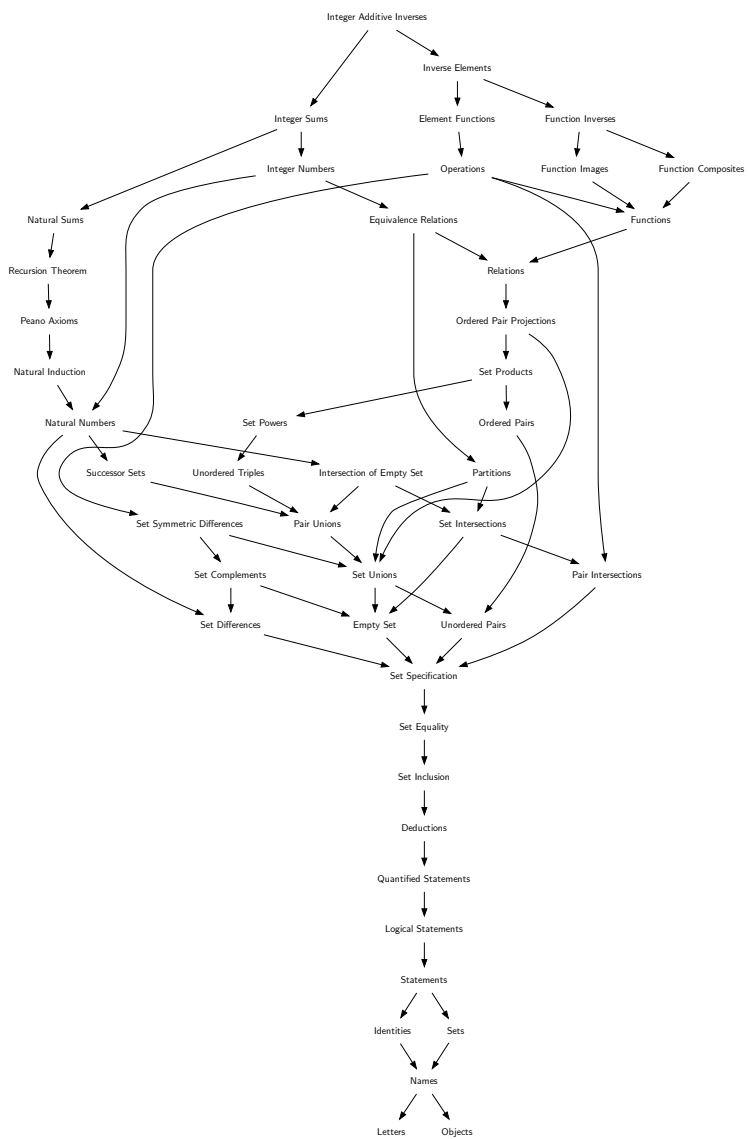 Integer Additive Inverses
Inverse Elements
Integer Sums
Element Functions
Function Inverses
Integer Numbers
Operations
Function Images
Function Composites
Natural Sums
Equivalence Relations
Functions
Recursion Theorem
Relations
Peano Axioms
Ordered Pair Projections
Natural Induction
Set Products
Natural Numbers
Set Powers
Ordered Pairs
Successor Sets
Unordered Triples
Intersection of Empty Set
Partitions
Set Symmetric Differences
Pair Unions
Set Intersections
Set Complements
Set Unions
Pair Intersections
Set Differences
Empty Set
Unordered Pairs
Set Specification
Set Equality
Set Inclusion
Deductions
Quantified Statements
Logical Statements
Statements
Identities
Sets
Names
Letters
Objects